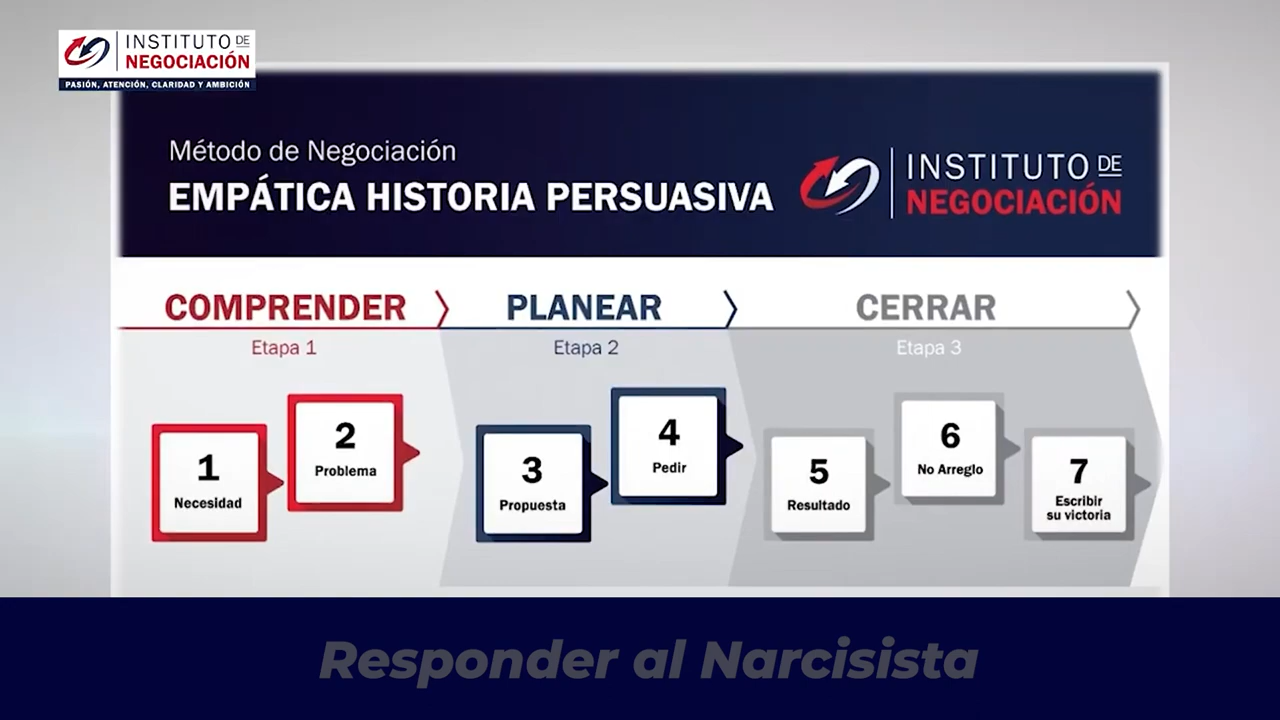 INSTITUTO DE
NEGOCIACIÓN
PASIÓN, ATENCIÓN, CLARIDAD Y AMBICIÓN
Método de Negociación
EMPÁTICA HISTORIA PERSUASIVA
INSTITUTO DE
NEGOCIACIÓN
COMPRENDER
PLANEAR
CERRAR
Etapa 1
Etapa 2
Etapa 3
1
Necesidad
2
Problema
3
Propuesta
4
Pedir
5
Resultado
6
No Arreglo
7
Escribir
su victoria
Responder al Narcisista